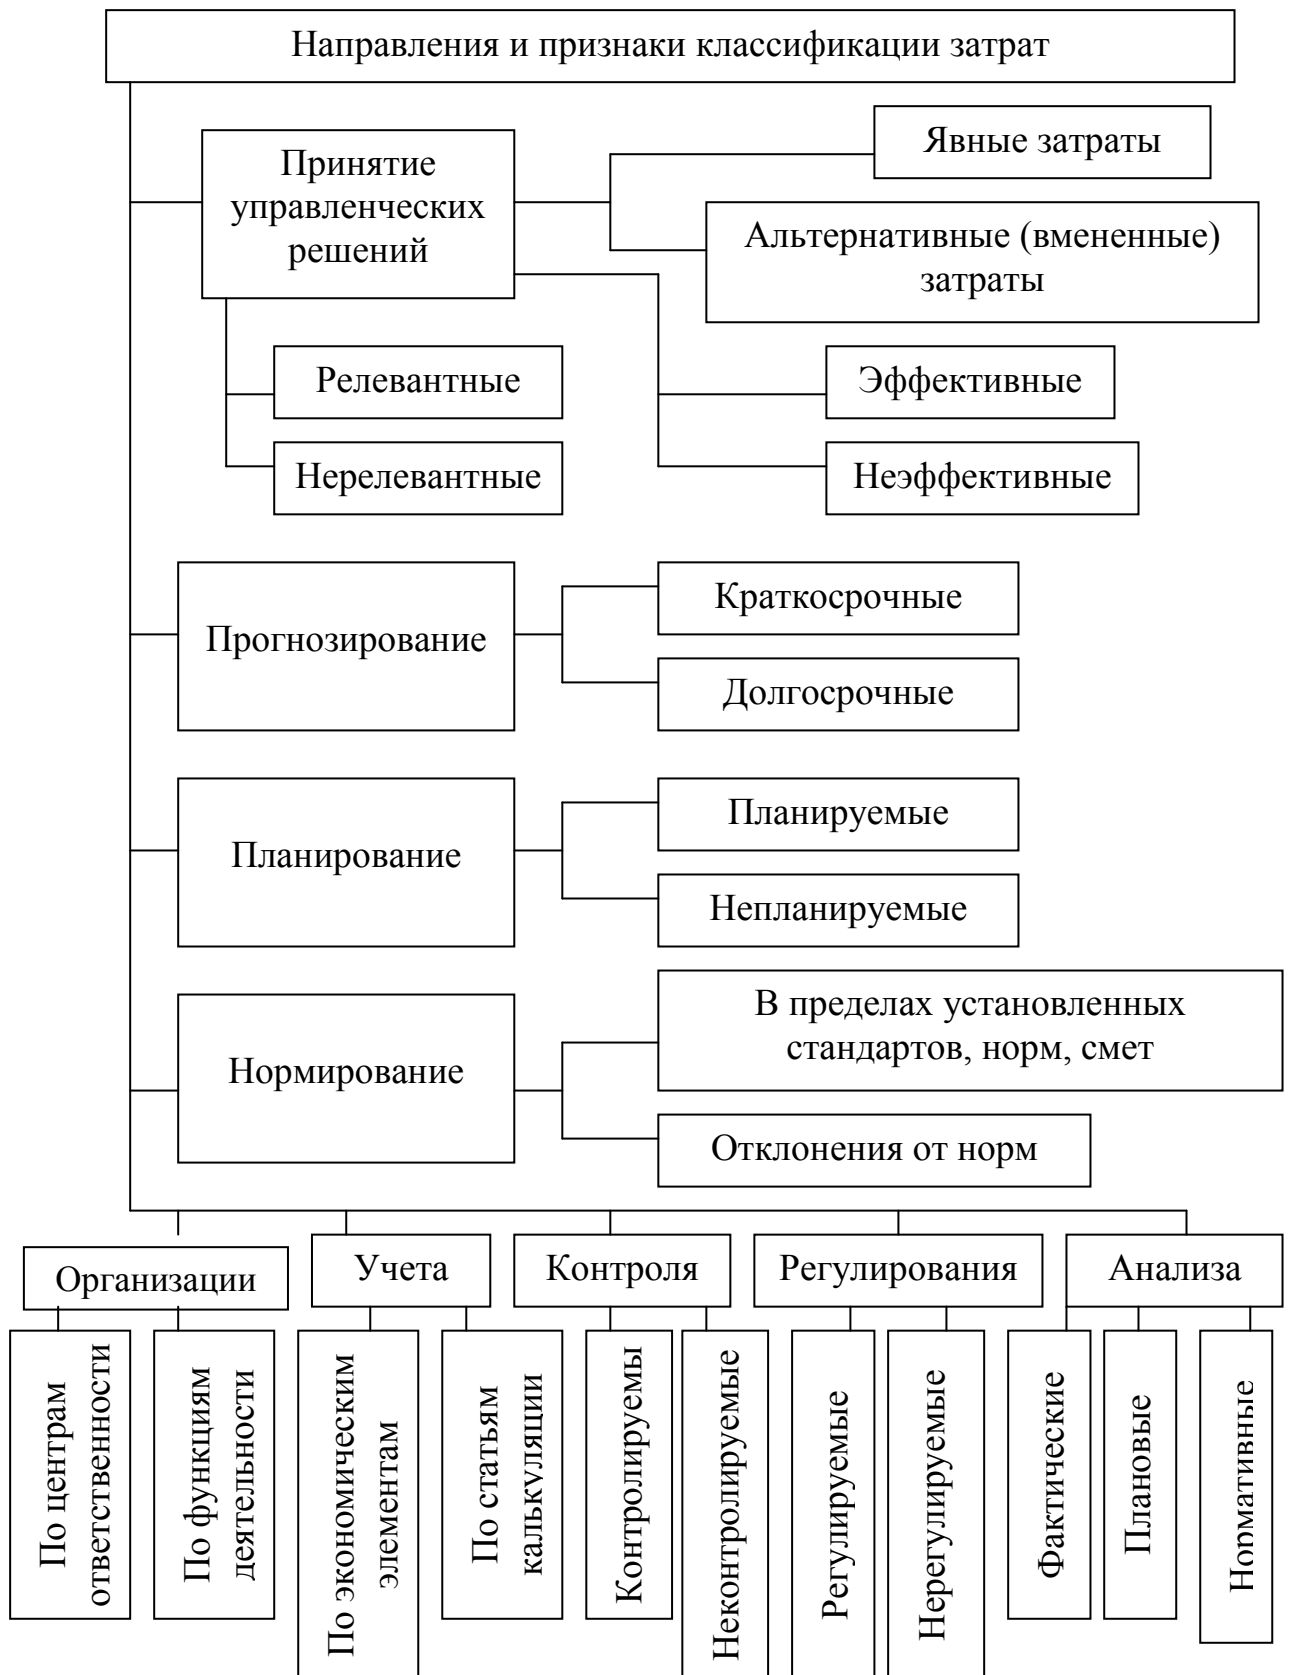 Направления и признаки классификации затрат
Принятие
управленческих
решений
Явные затраты
Альтернативные (вмененные)
затраты
Релевантные
Нерелевантные
Эффективные
Неэффективные
Прогнозирование
Краткосрочные
Долгосрочные
Планирование
Планируемые
Непланируемые
Нормирование
В пределах установленных
стандартов, норм, смет
Отклонения от норм
Организации
Учета
Контроля
Регулирования
Анализа
По центрам
ответственности
По функциям
деятельности
По экономическим
элементам
По статьям
калькуляции
Контролируемы
Неконтролируемые
Регулируемые
Нерегулируемые
Фактические
Плановые
Нормативные